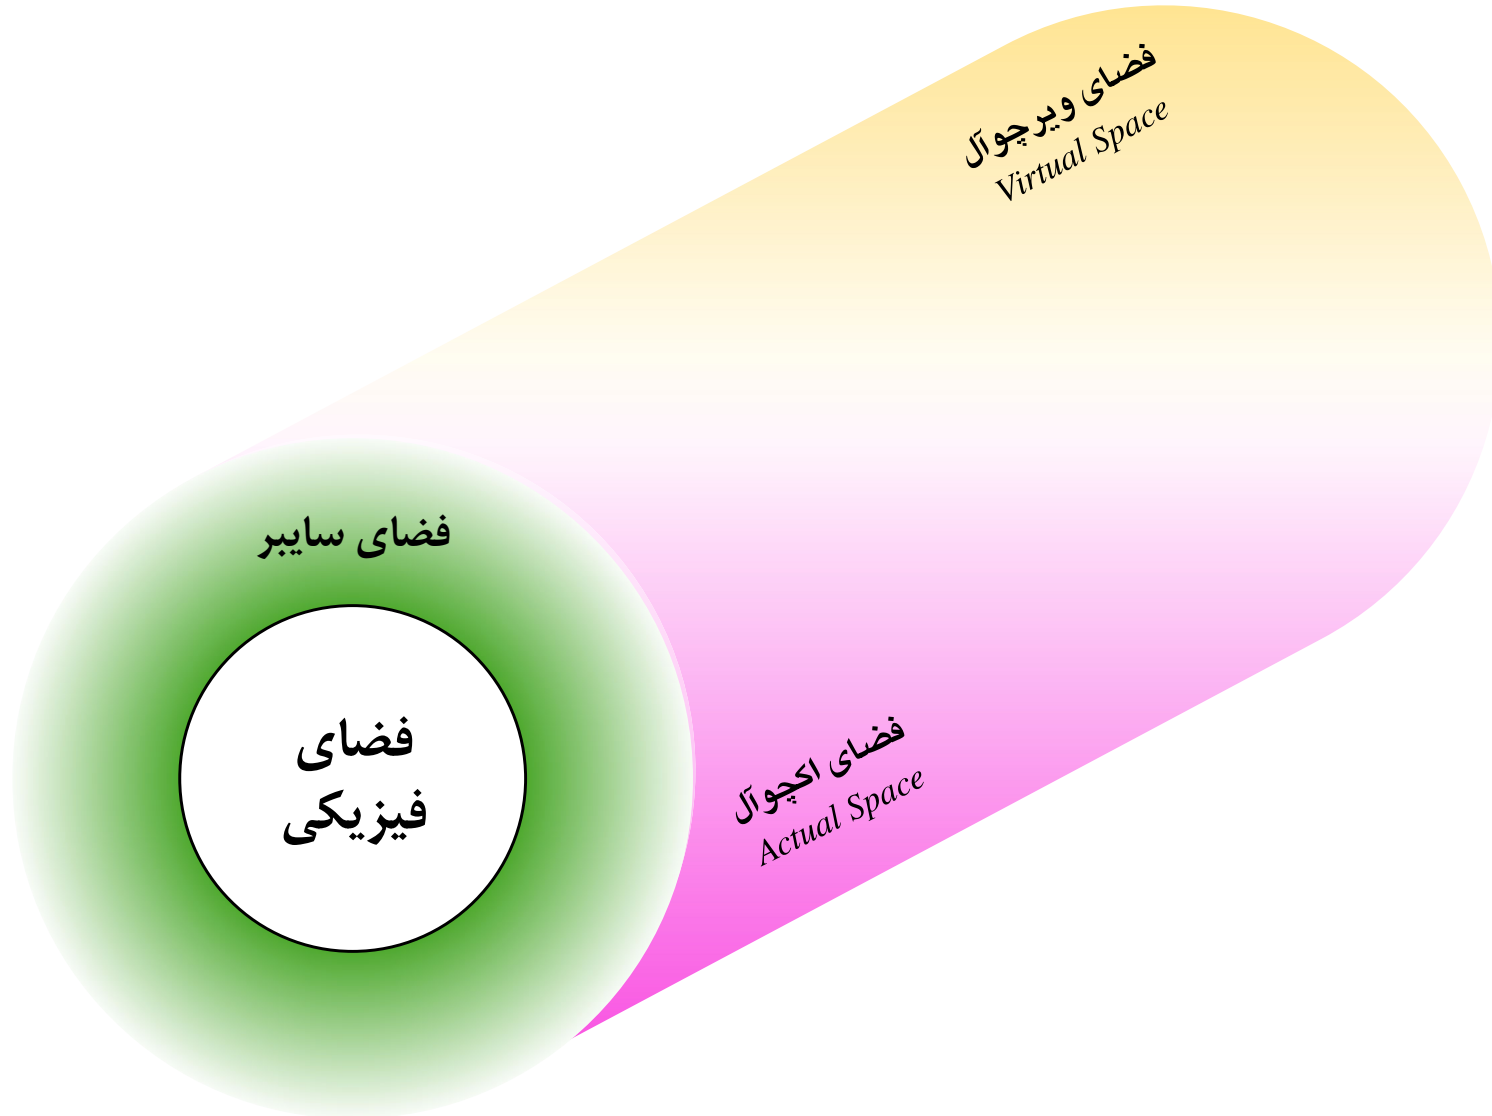 فضای ویرچوآل
Virtual Space
فضای سایبر
فضای
فیزیکی
فضای اکچوآل
Actual Space